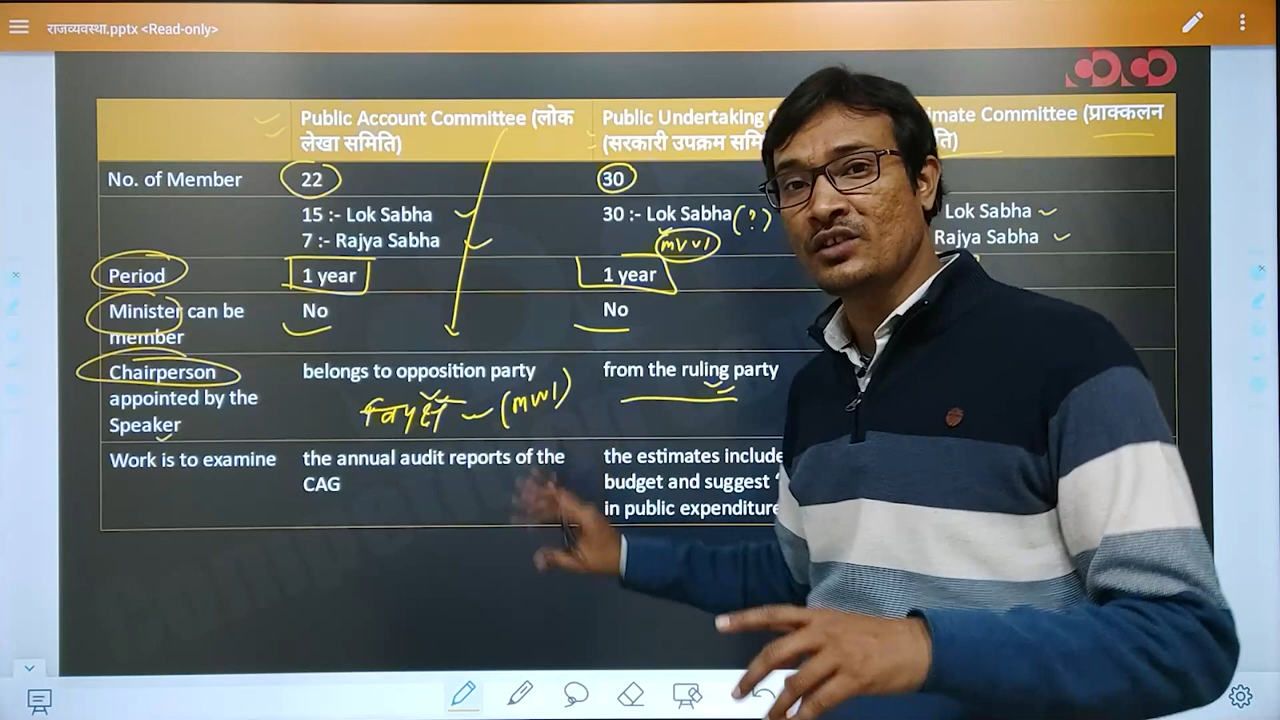 राजव्यवस्था.pptx <Read-only>
Public Account Committee (लोक
लेखा समिति)
Public Undertaking
(सरकारी उपक्रम
imate Committee (प्राक्कलन
No. of Member
22
30
15 :- Lok Sabha
7 :- Rajya Sabha
30 :- Lok Sabha (?)
Lok Sabha
Rajya Sabha
Period
1 year
1 year
Minister can be
member
No
No
Chairperson
appointed by the
Speaker
belongs to opposition party
from the ruling party
Work is to examine
the annual audit reports of the
CAG
the estimates include
budget and suggest
in public expenditure